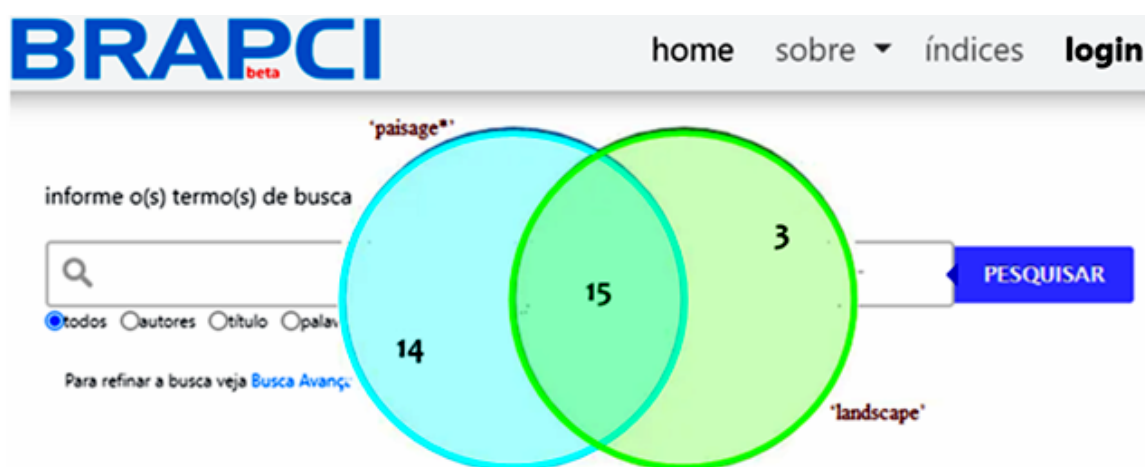 BRAPCI
beta
home sobre índices login
'paisage*'
informe o(s) termo(s) de busca
3
15
PESQUISAR
todos autores título
14
Para refinar a busca veja Busca
'landscape'